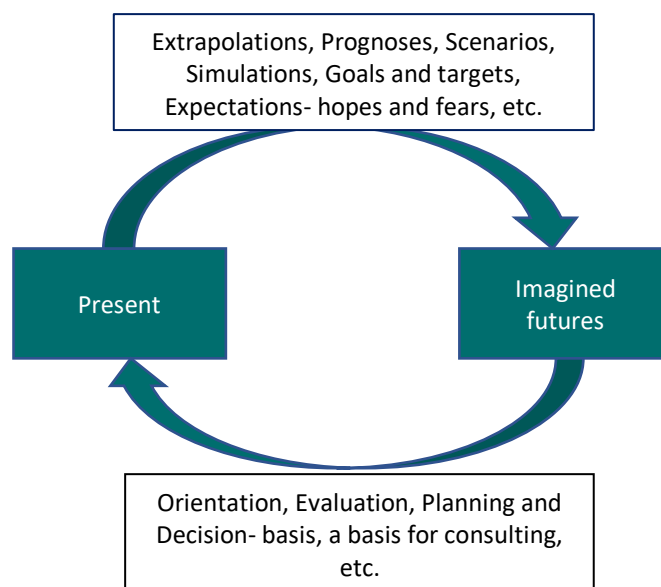 Extrapolations, Prognoses, Scenarios,
Simulations, Goals and targets,
Expectations- hopes and fears, etc.
Present
Imagined
futures
Orientation, Evaluation, Planning and
Decision- basis, a basis for consulting,
etc.